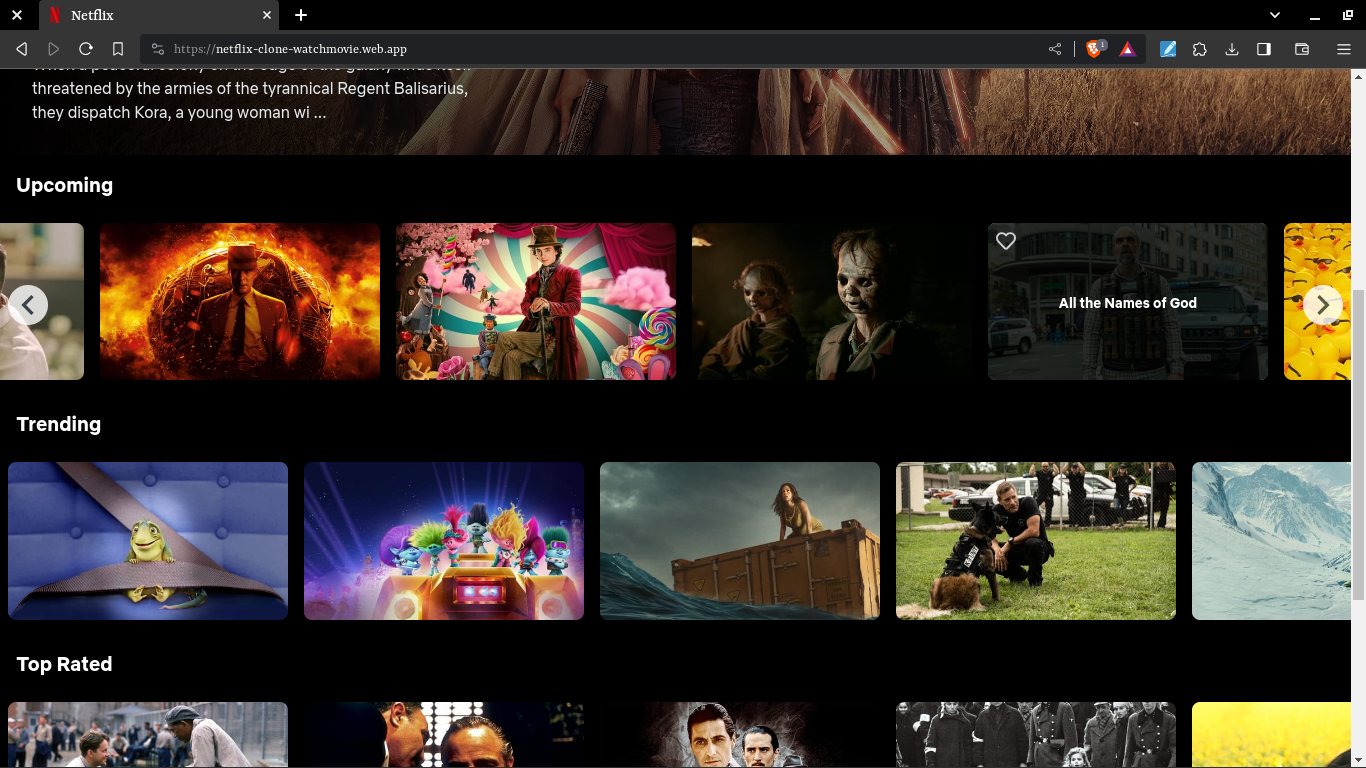 Netflix
https://netflix-clone-watchmovie.web.app
1
threatened by the armies of the tyrannical Regent Balisarius,
they dispatch Kora, a young woman wi ...
Upcoming
All the Names of God
Trending
Top Rated